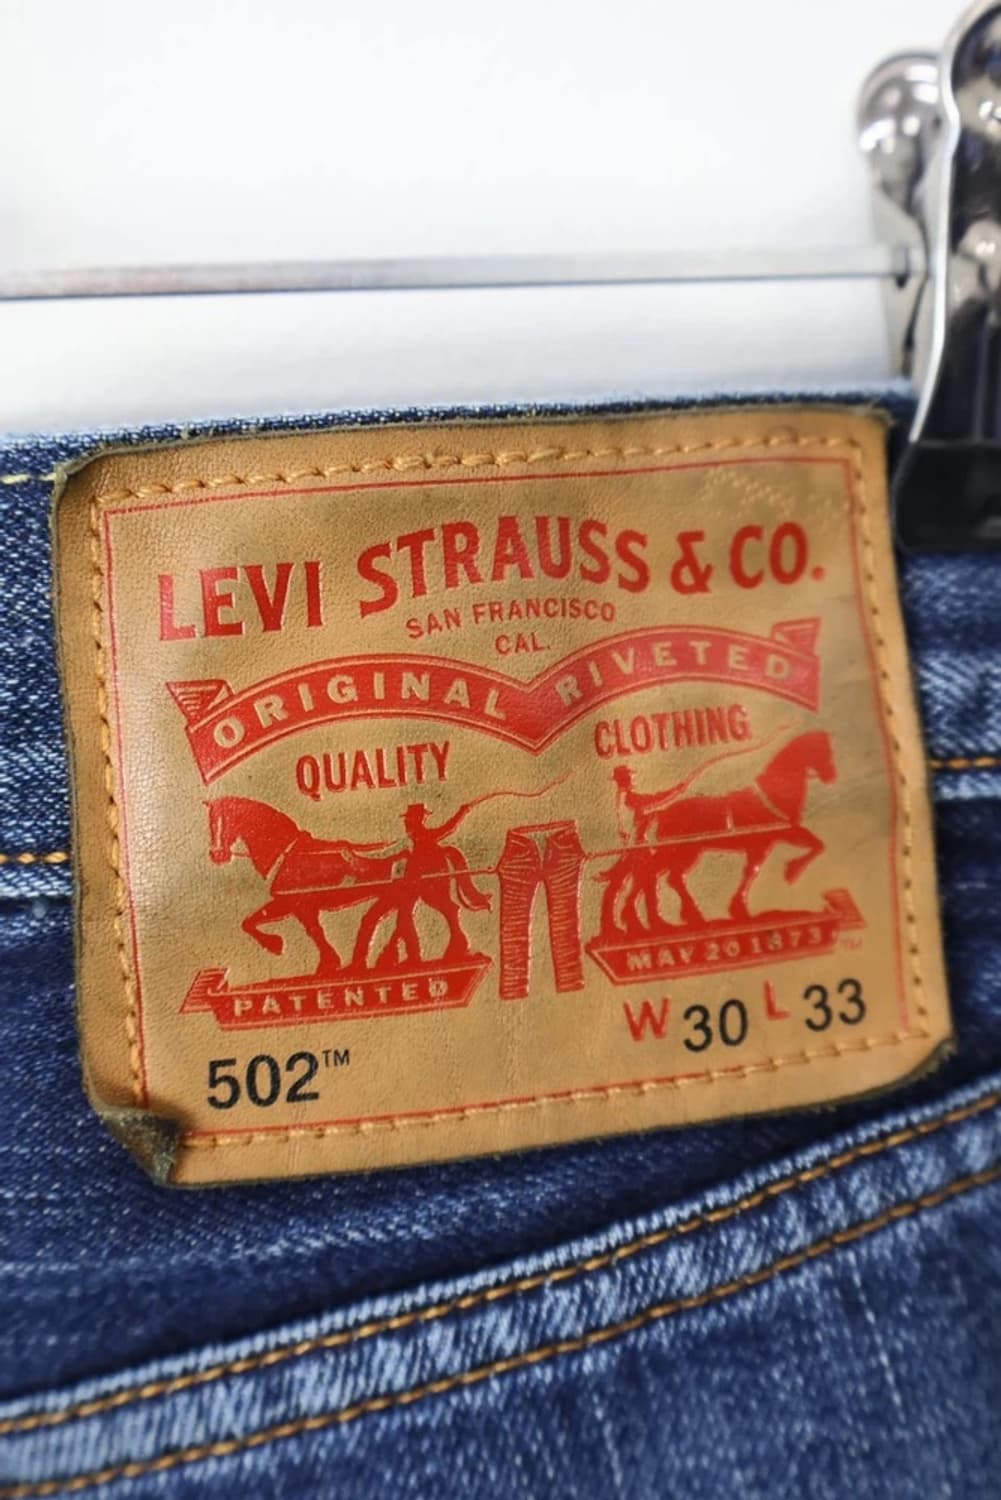 LEVI STRAUSS & CO.
SAN FRANCISCO
CAL.
ORIGINAL RIVETED
QUALITY CLOTHING
PATENTED MAY 20 1873.™
W 30 L 33
502™